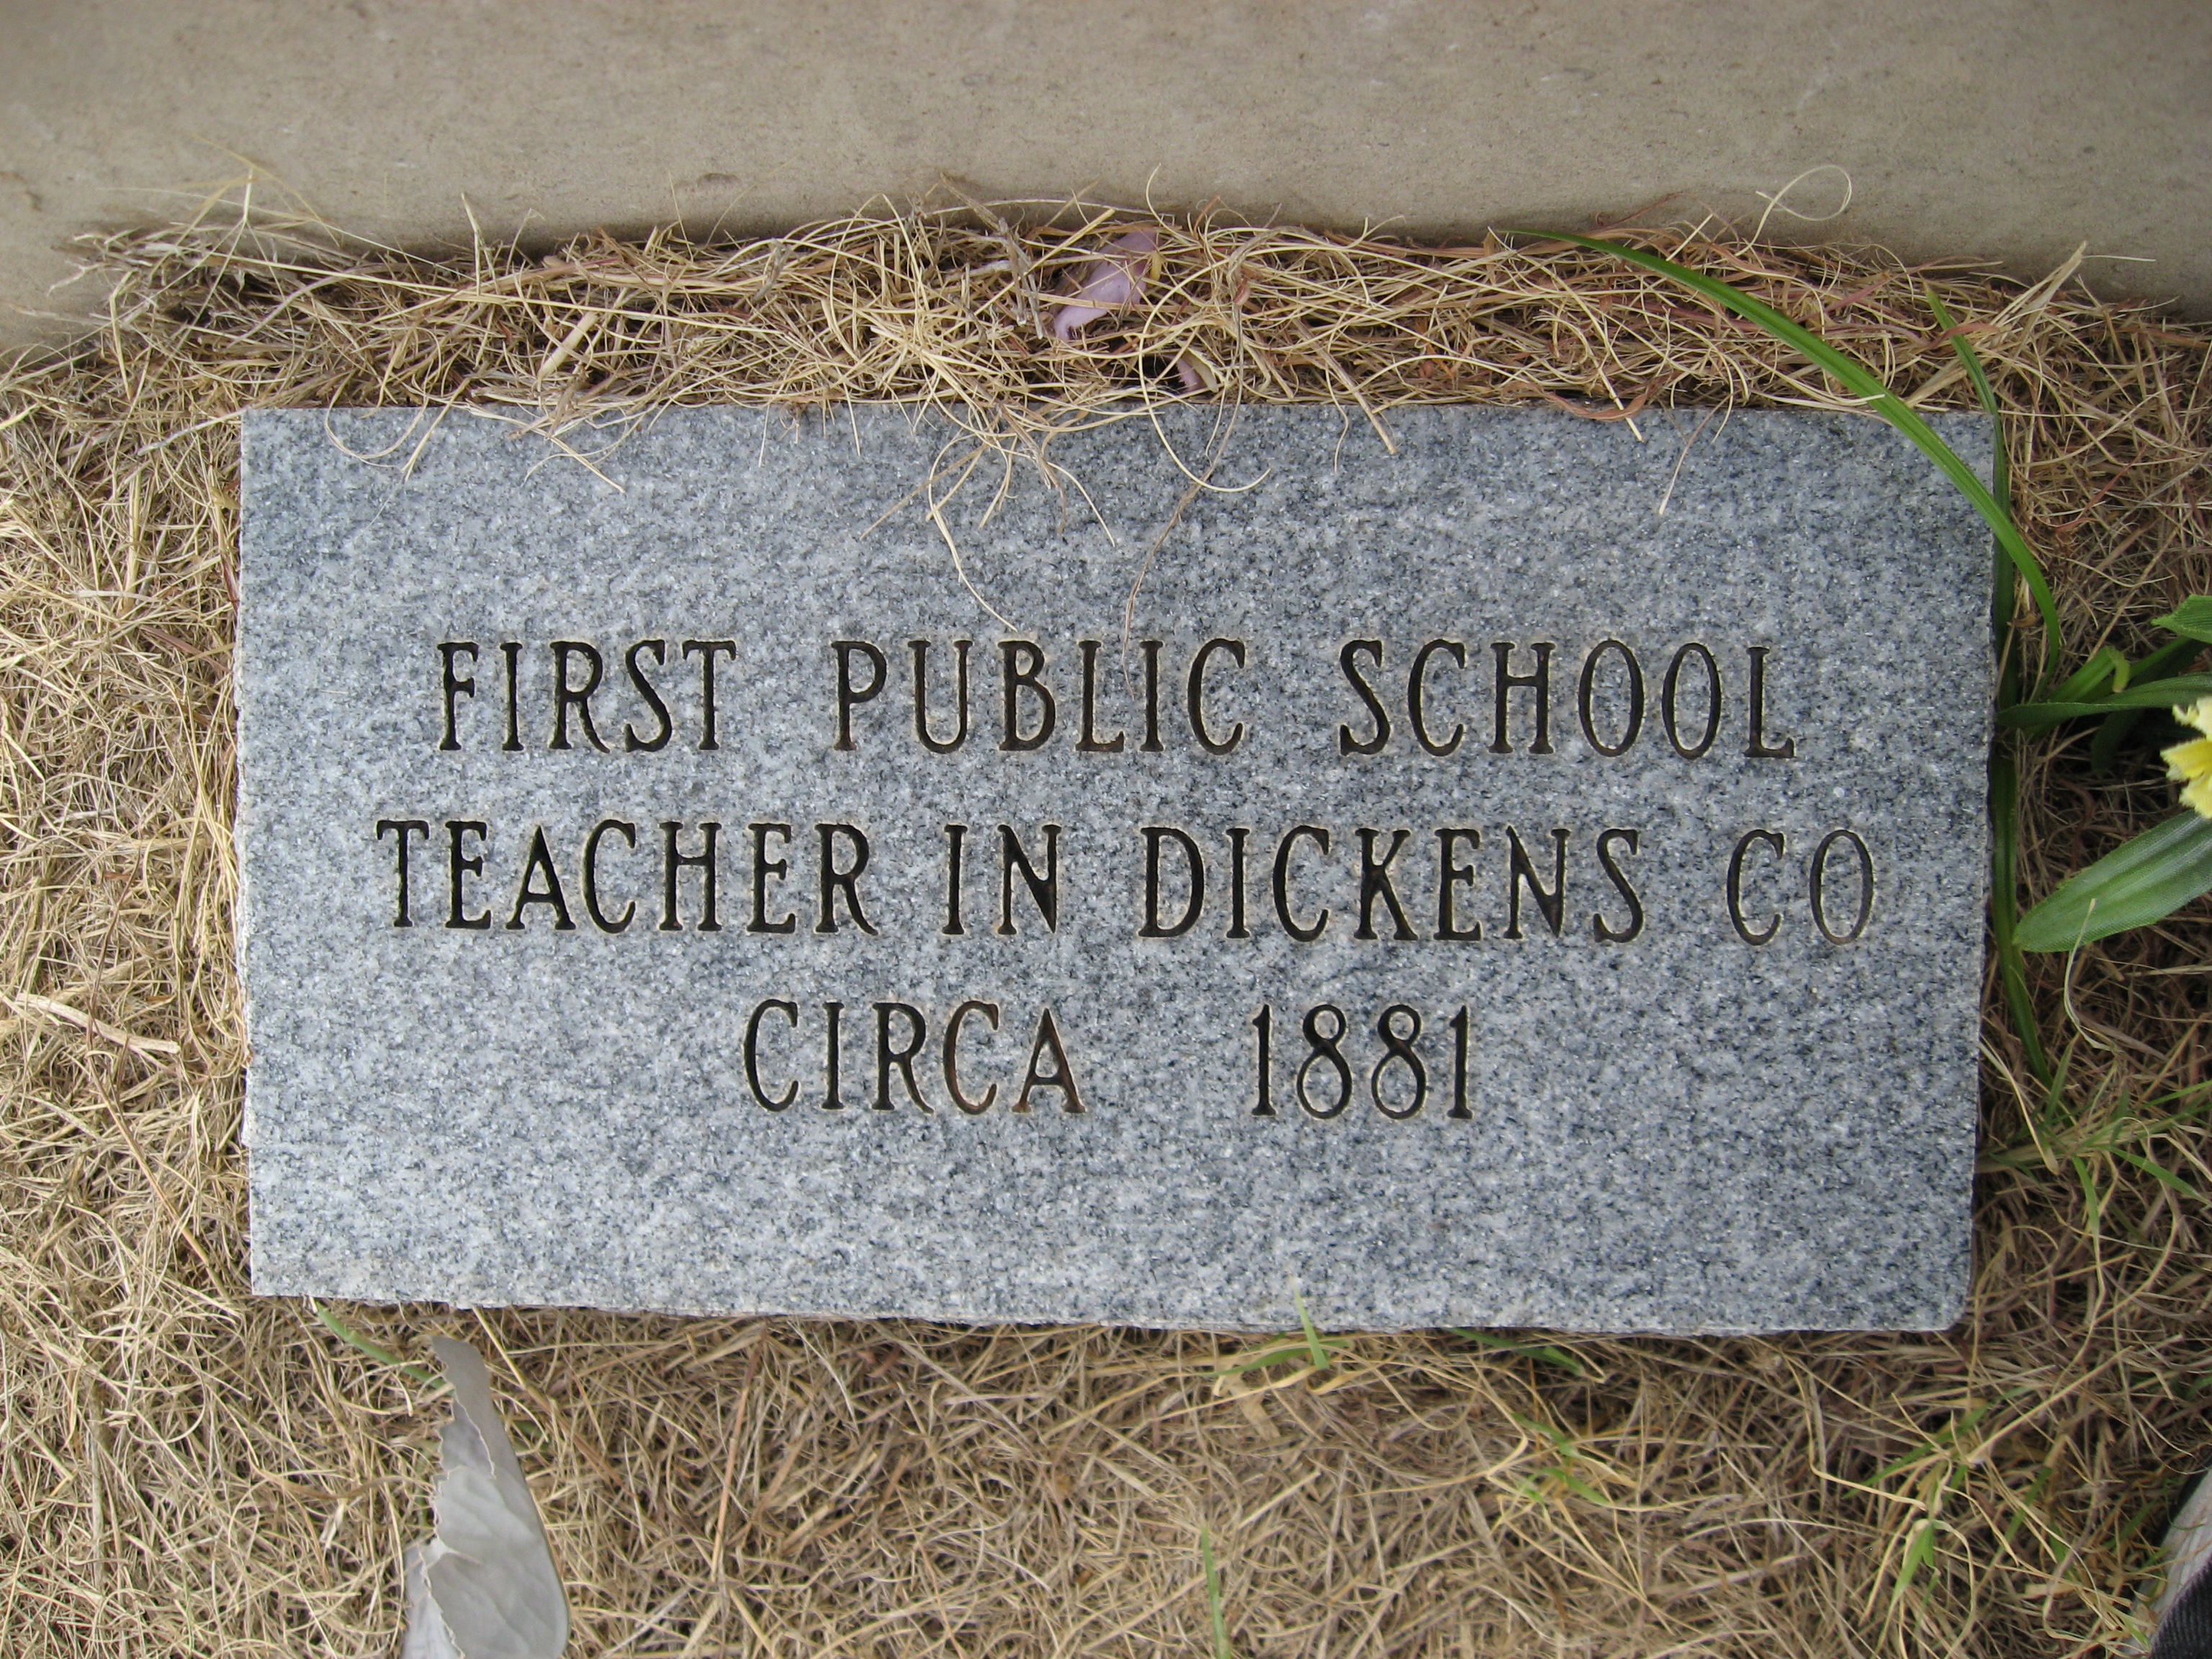 FIRST PUBLIC SCHOOL
TEACHER IN DICKENS CO
CIRCA 1881